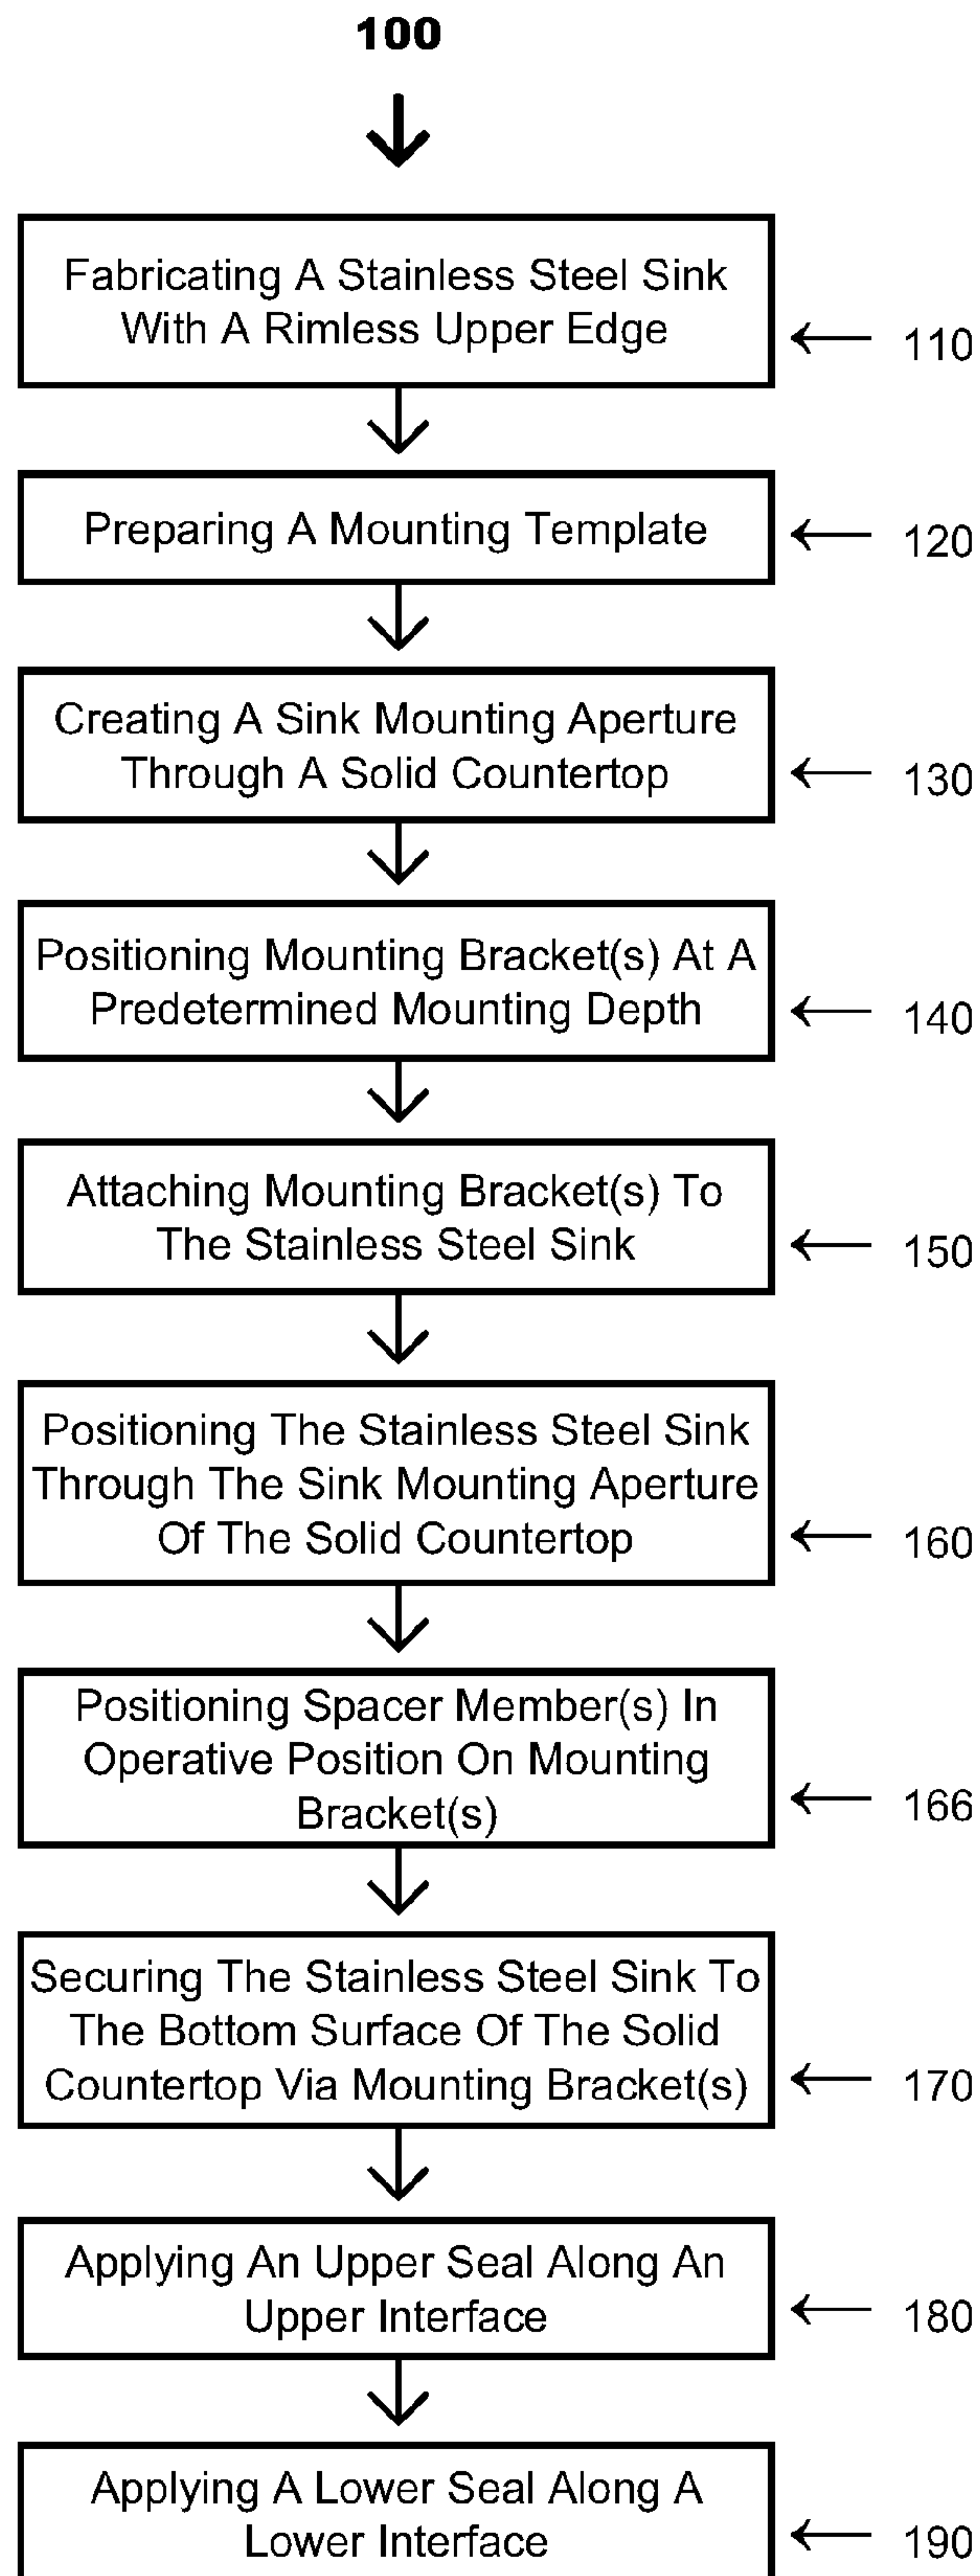 100
Fabricating A Stainless Steel Sink
With A Rimless Upper Edge
110
Preparing A Mounting Template
120
Creating A Sink Mounting Aperture
Through A Solid Countertop
130
Positioning Mounting Bracket(s) At A
Predetermined Mounting Depth
140
Attaching Mounting Bracket(s) To
The Stainless Steel Sink
150
Positioning The Stainless Steel Sink
Through The Sink Mounting Aperture
Of The Solid Countertop
160
Positioning Spacer Member(s) In
Operative Position On Mounting
Bracket(s)
166
Securing The Stainless Steel Sink To
The Bottom Surface Of The Solid
Countertop Via Mounting Bracket(s)
170
Applying An Upper Seal Along An
Upper Interface
180
Applying A Lower Seal Along A
Lower Interface
190